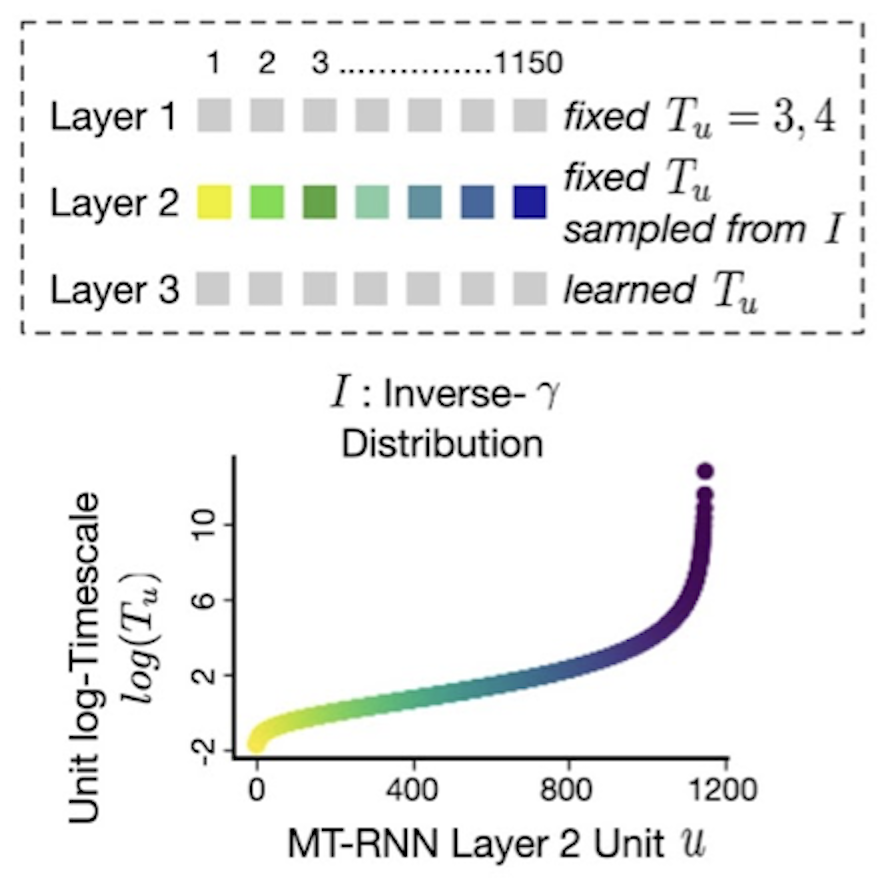 1 2 3 ...............1150
Layer 1 fixed T_u = 3, 4
Layer 2 fixed T_u
sampled from I
Layer 3 learned T_u
I : Inverse- γ
Distribution
Unit log-Timescale
log(T_u)
10
6
2
-2
0 400 800 1200
MT-RNN Layer 2 Unit u